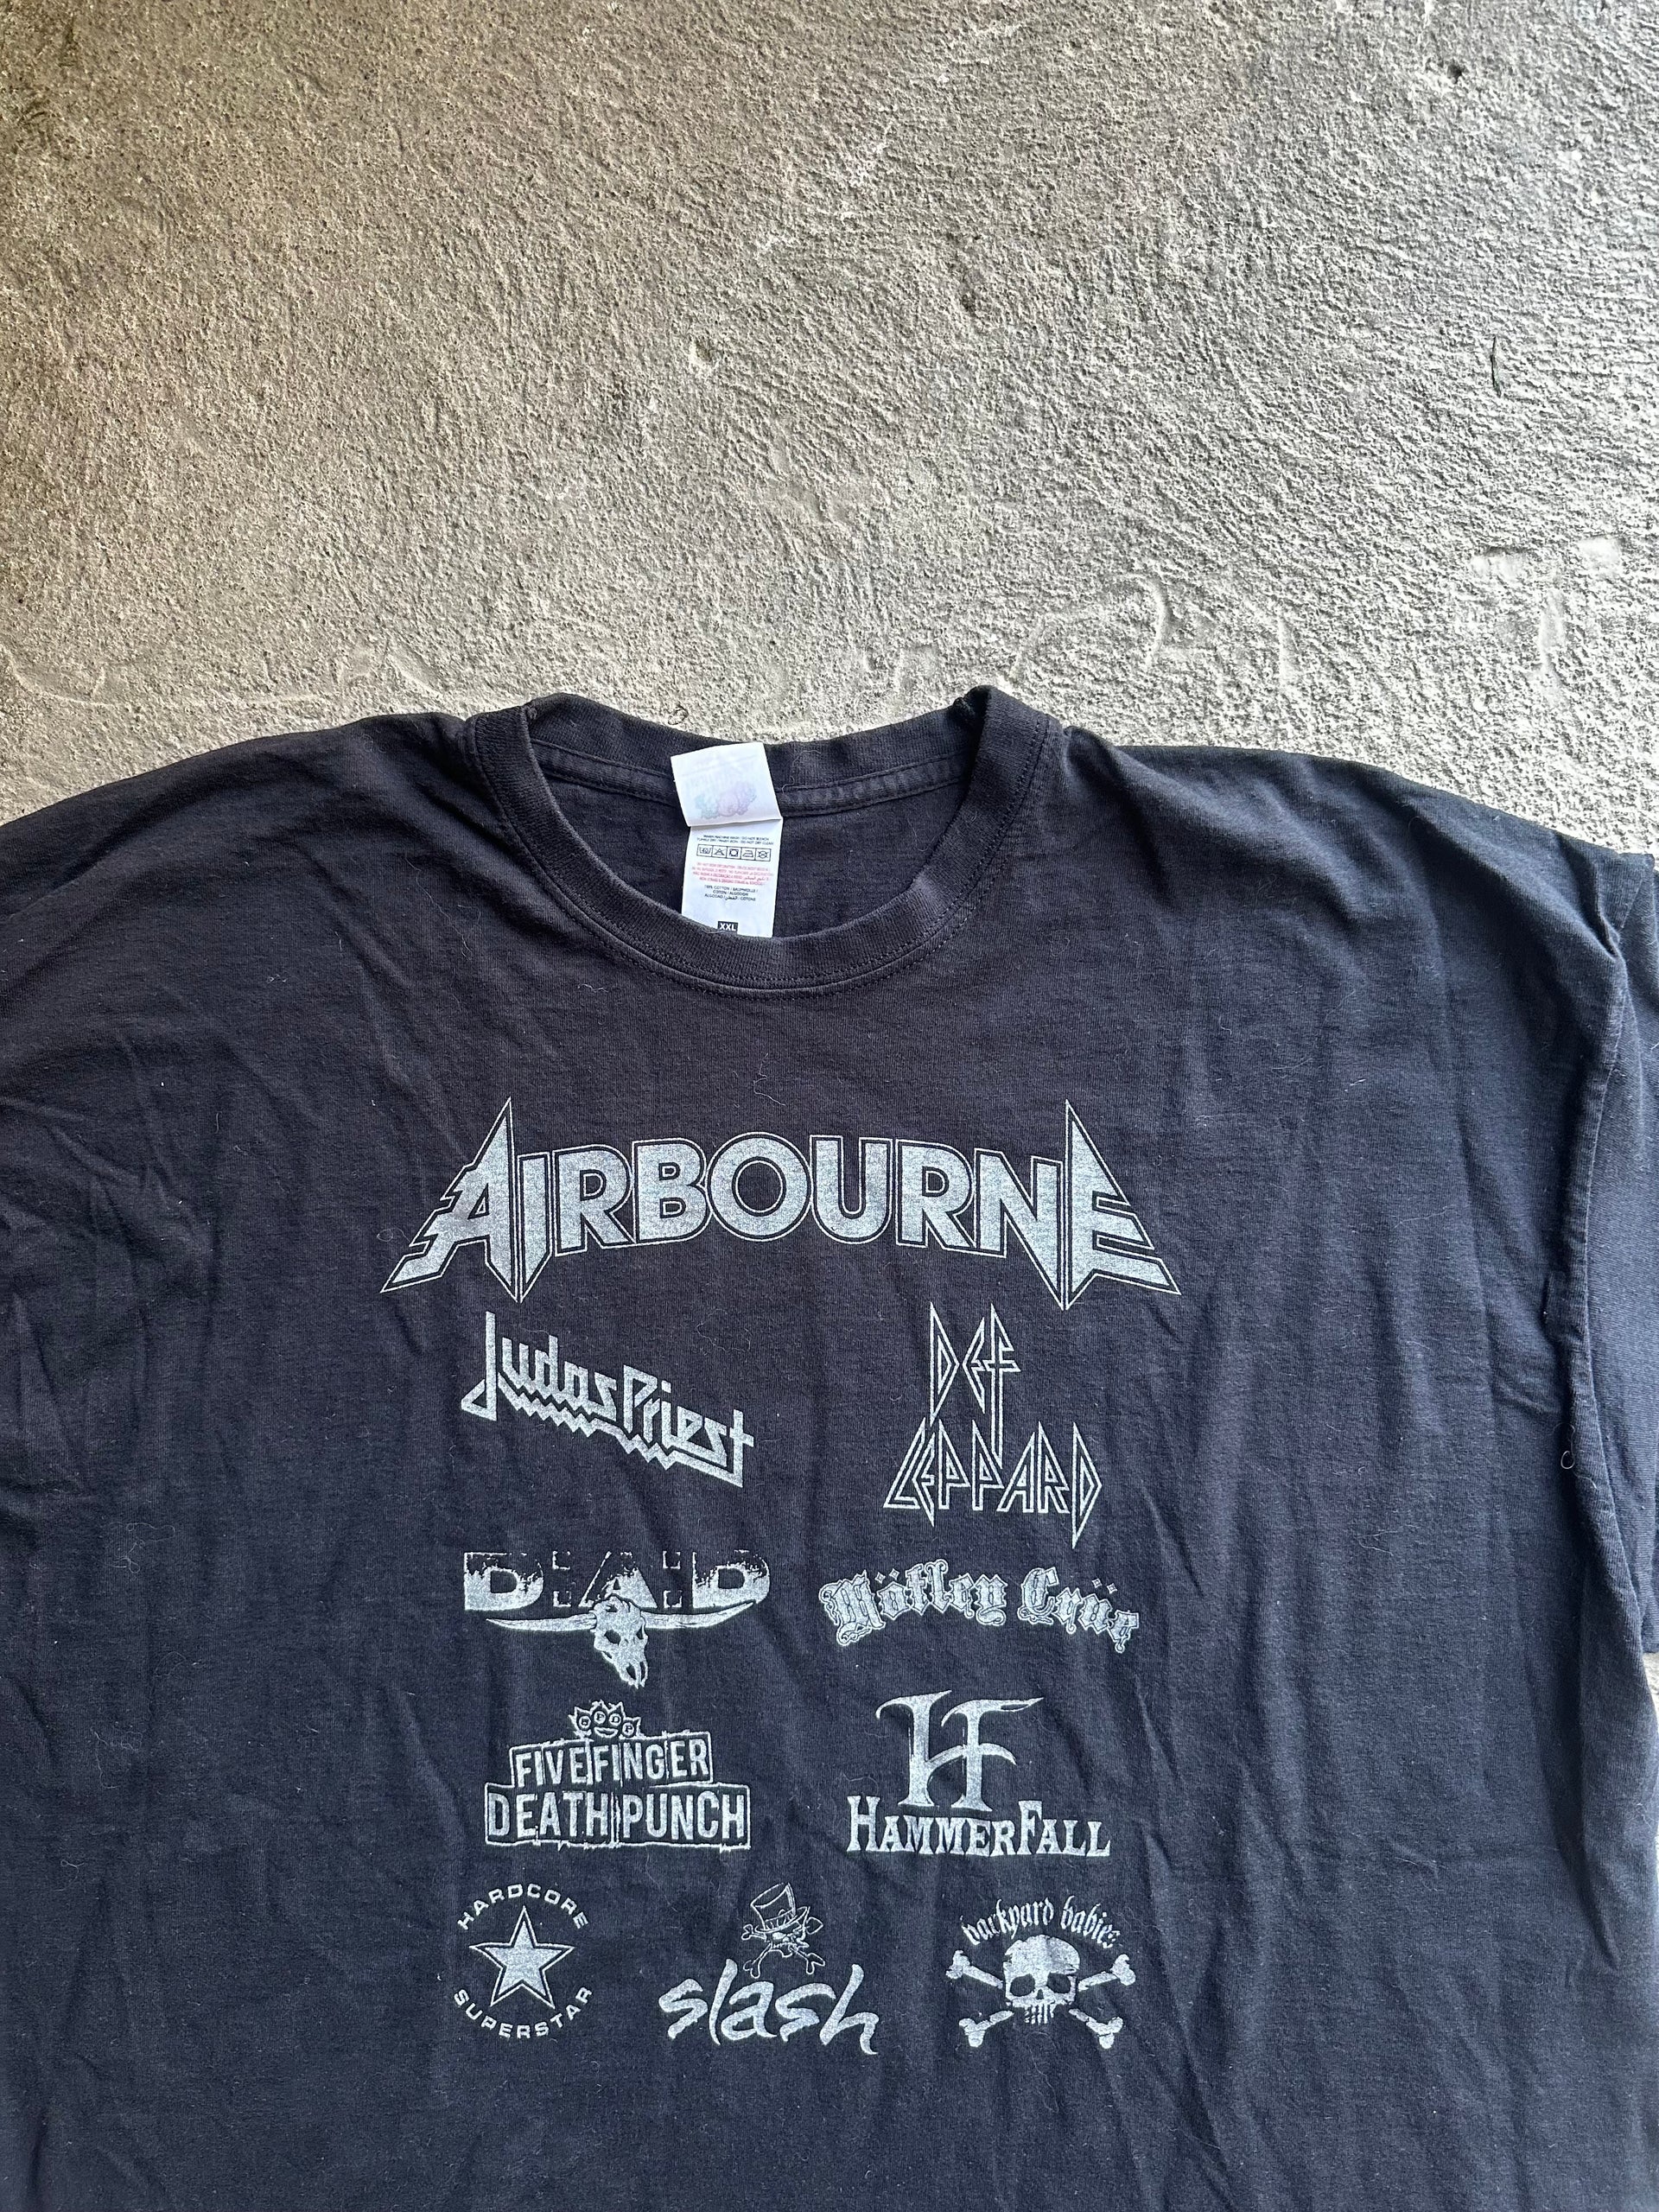 XXL
AIRBOURNE
Judas Priest
DEF
LEPPARD
D:A:D
Mötley Crüe
FIVE FINGER
DEATH PUNCH
HF
HAMMERFALL
HARDCORE
SUPERSTAR
slash
backyard babies